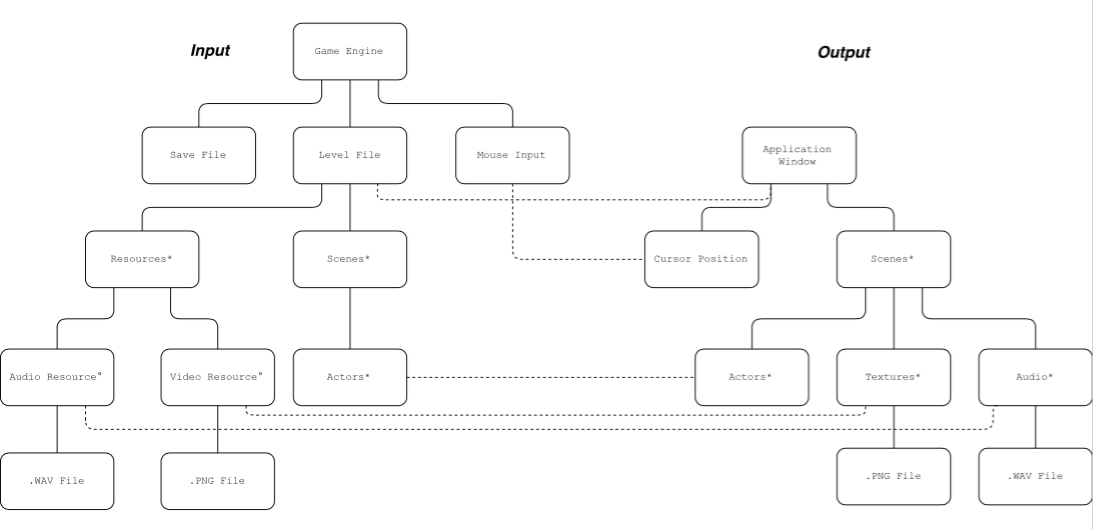 Input
Game Engine
Output
Save File
Level File
Mouse Input
Application
Window
Resources*
Scenes*
Cursor Position
Scenes*
Audio Resource°
Video Resource°
Actors*
Actors*
Textures*
Audio*
.WAV File
.PNG File
.PNG File
.WAV File